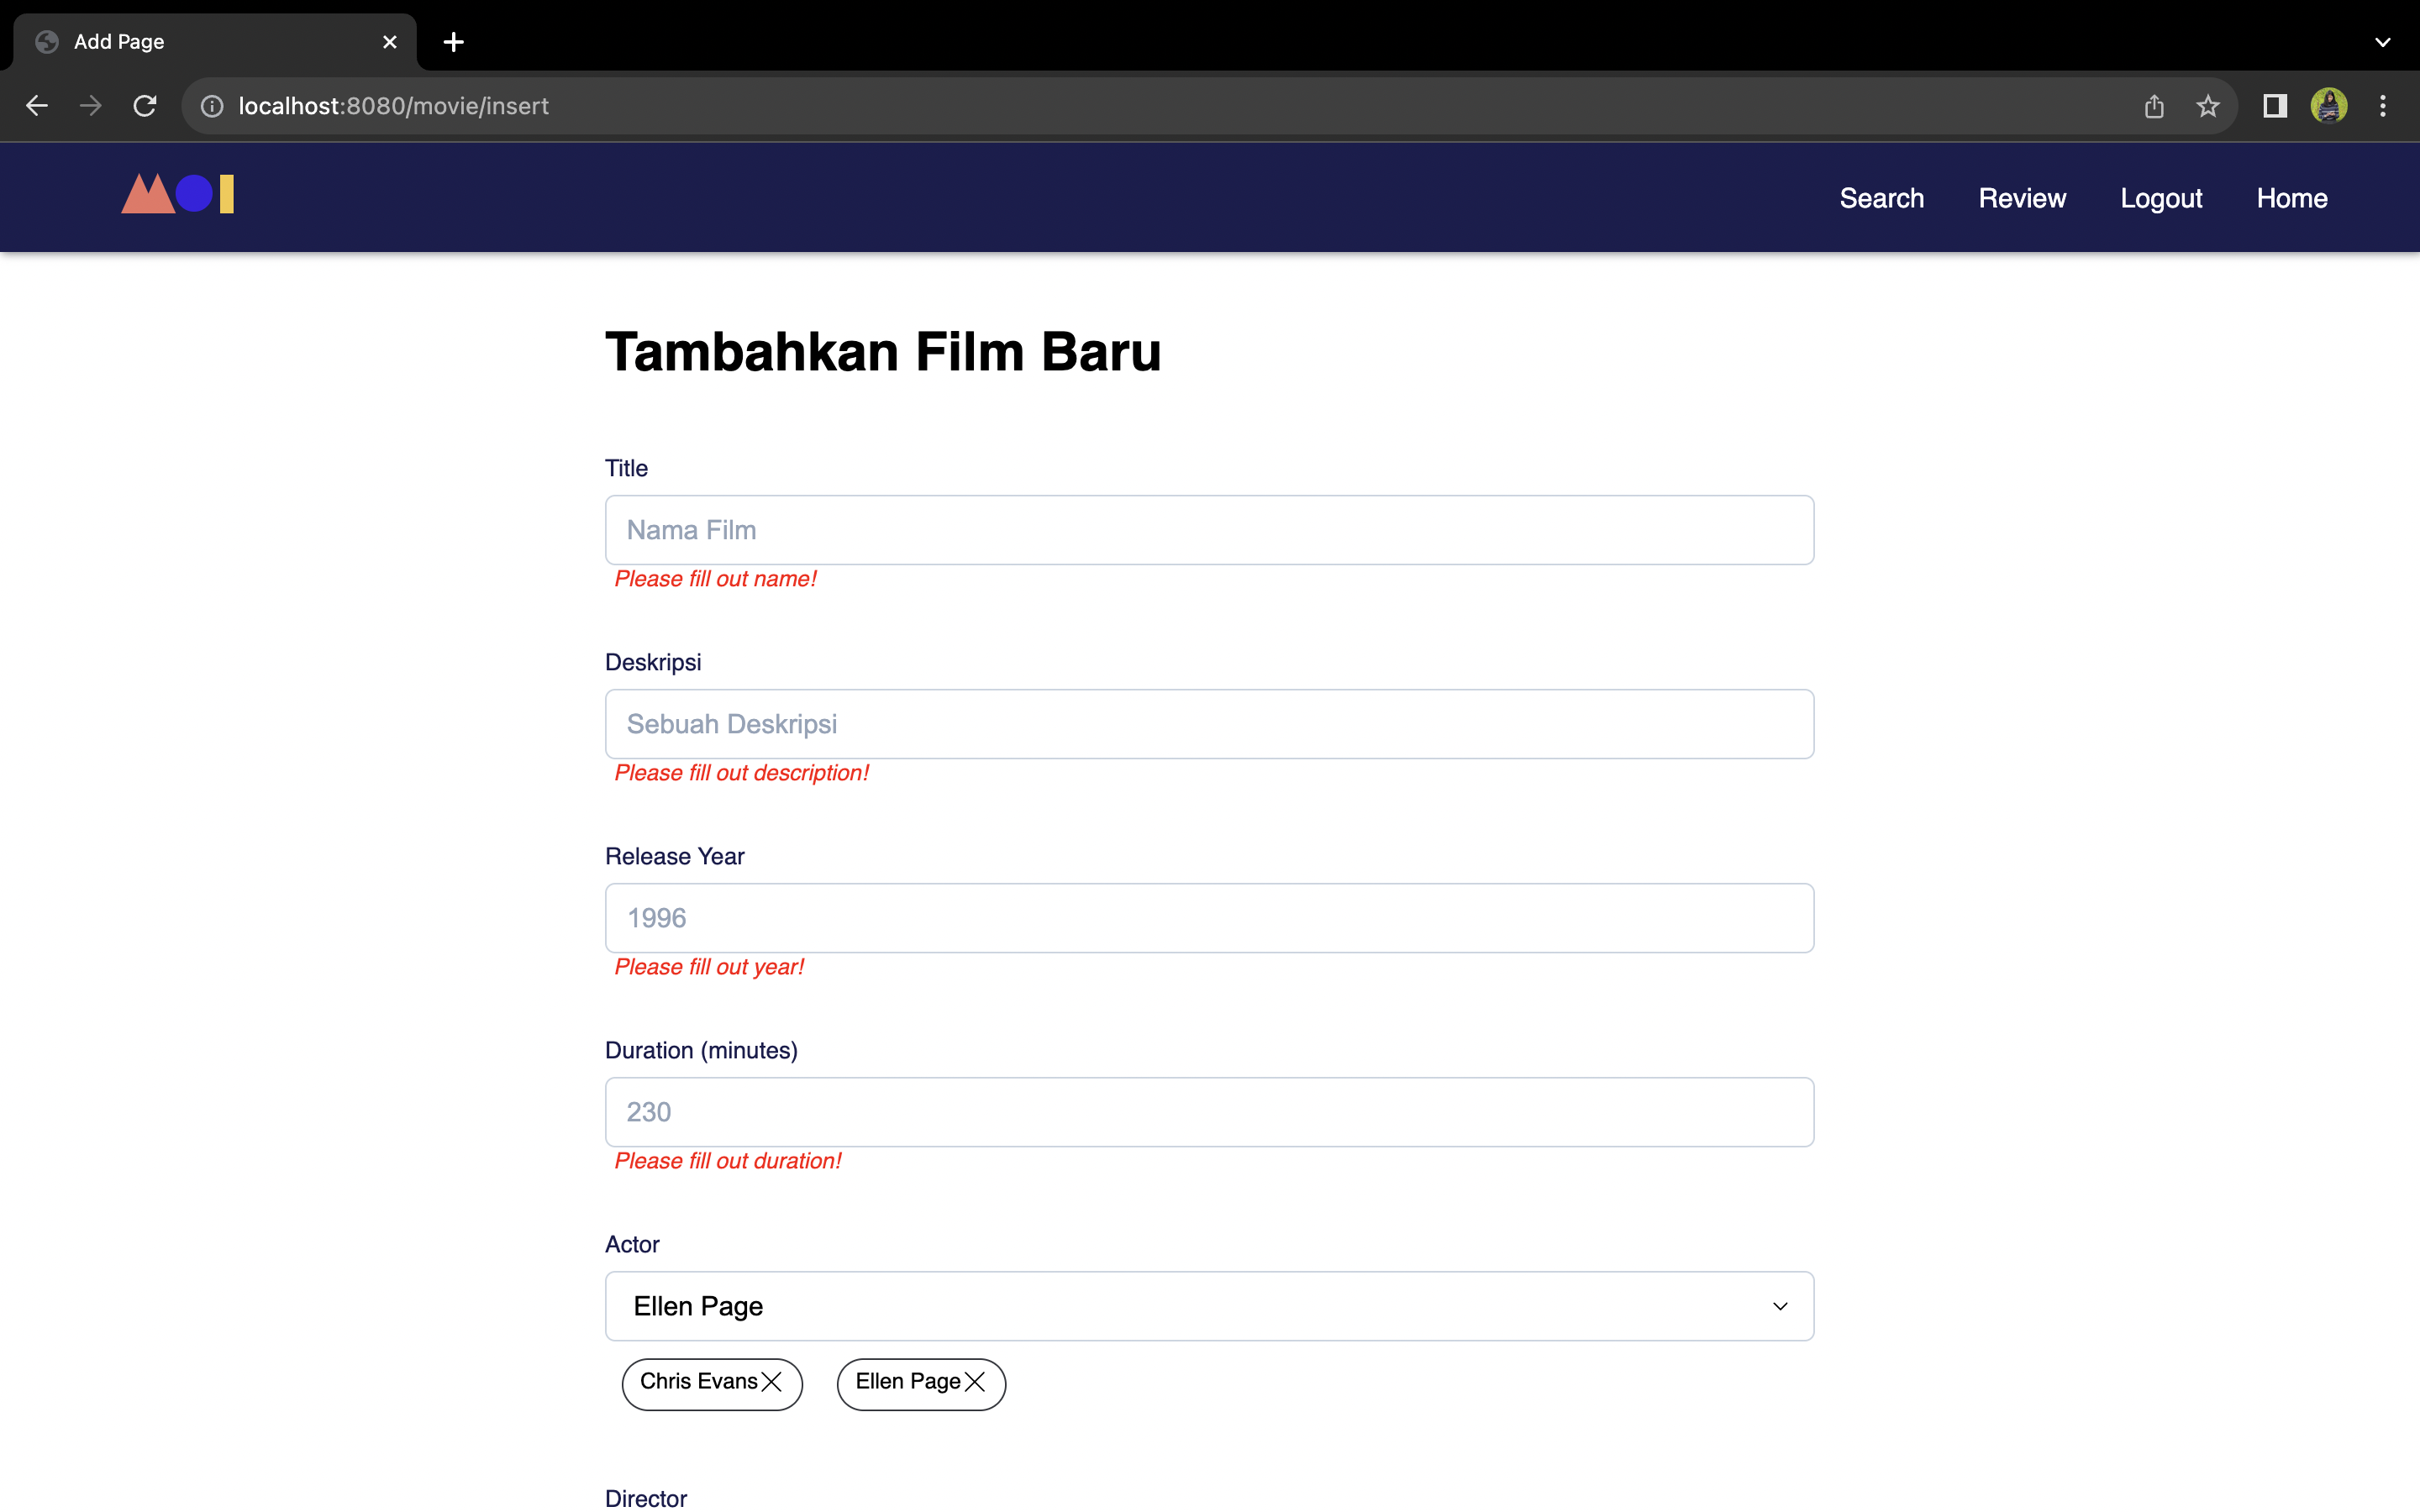 Add Page
localhost:8080/movie/insert
MOI
Search Review Logout Home
Tambahkan Film Baru
Title
Nama Film
Please fill out name!
Deskripsi
Sebuah Deskripsi
Please fill out description!
Release Year
1996
Please fill out year!
Duration (minutes)
230
Please fill out duration!
Actor
Ellen Page
Chris Evans Ellen Page
Director